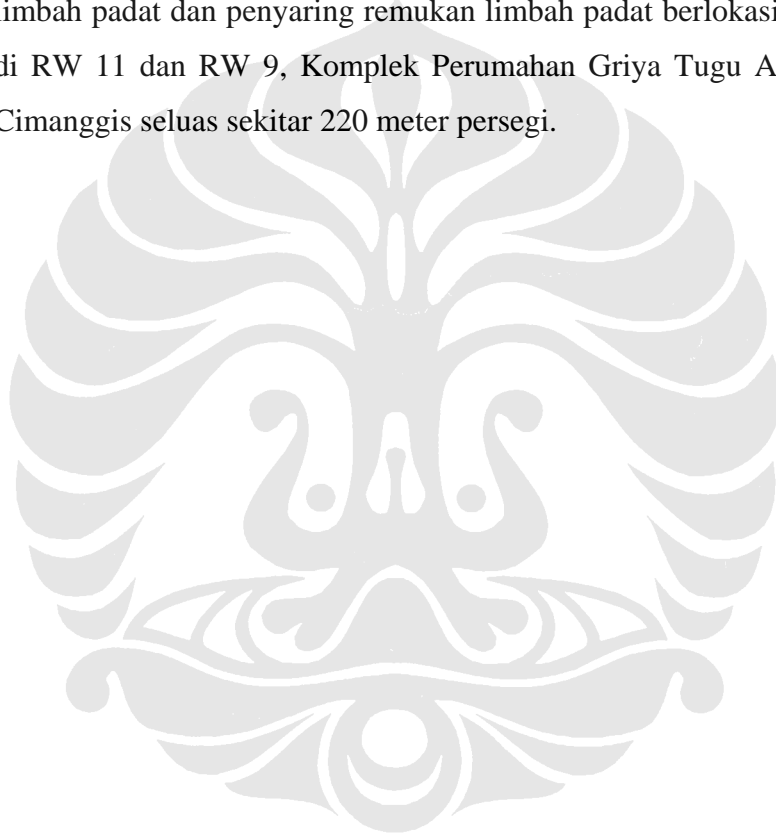 limbah padat dan penyaring remukan limbah padat berlokasi
di RW 11 dan RW 9, Komplek Perumahan Griya Tugu A
Cimanggis seluas sekitar 220 meter persegi.